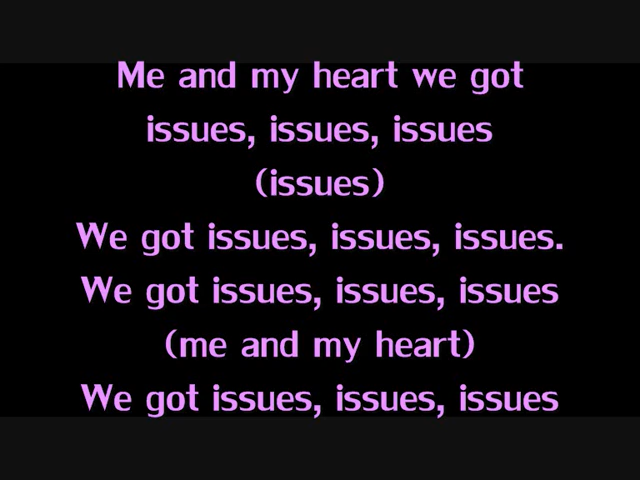 Me and my heart we got
issues, issues, issues
(issues)
We got issues, issues, issues.
We got issues, issues, issues
(me and my heart)
We got issues, issues, issues